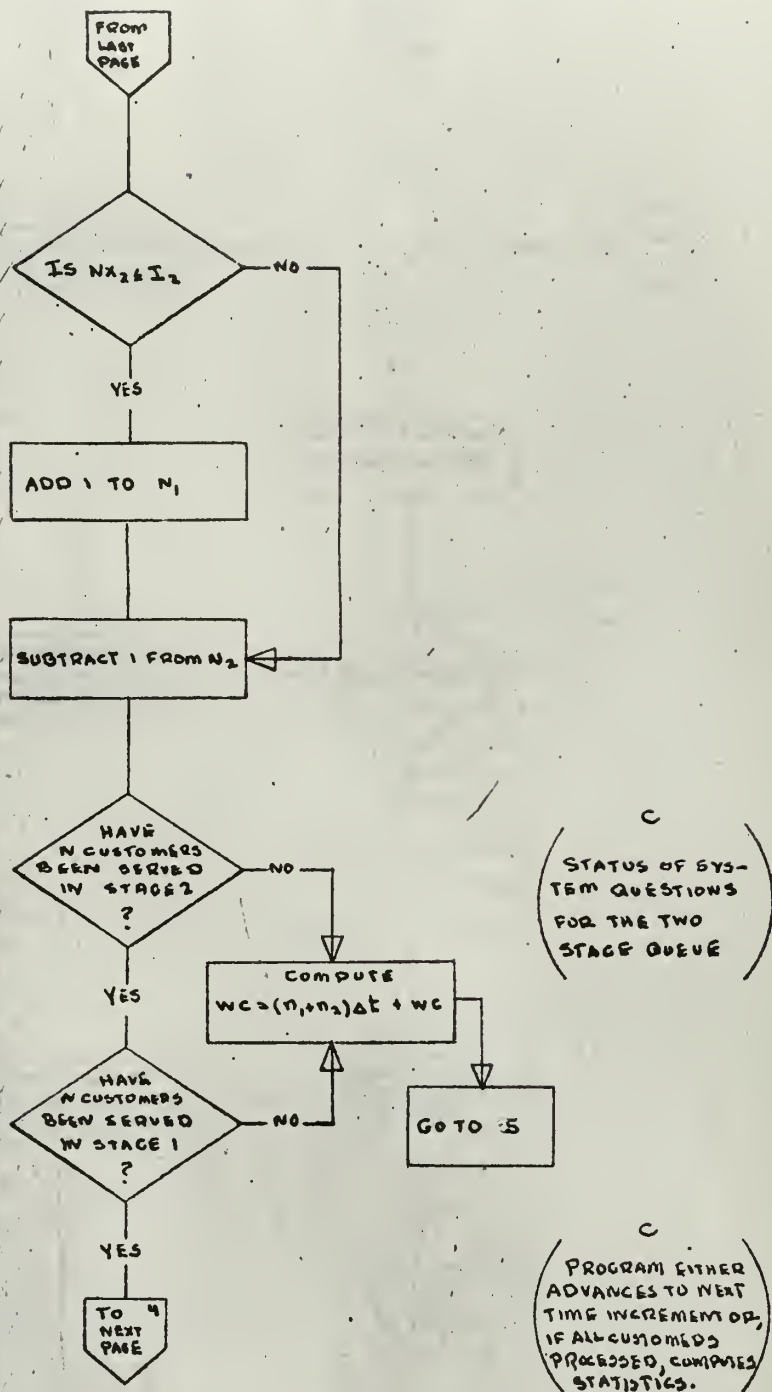 FROM
LAST
PAGE
IS NX₂ ≤ I₂
NO
YES
ADD 1 TO N₁
SUBTRACT 1 FROM N₂
HAVE
N CUSTOMERS
BEEN SERVED
IN STAGE 2
?
NO
YES
COMPUTE
WC = (n₁+n₂)Δt + WC
GO TO 5
HAVE
N CUSTOMERS
BEEN SERVED
IN STAGE 1
?
NO
YES
TO 4
NEXT
PAGE
C
STATUS OF SYS-
TEM QUESTIONS
FOR THE TWO
STAGE QUEUE
C
PROGRAM EITHER
ADVANCES TO NEXT
TIME INCREMENT OR,
IF ALL CUSTOMERS
PROCESSED, COMPUTES
STATISTICS.